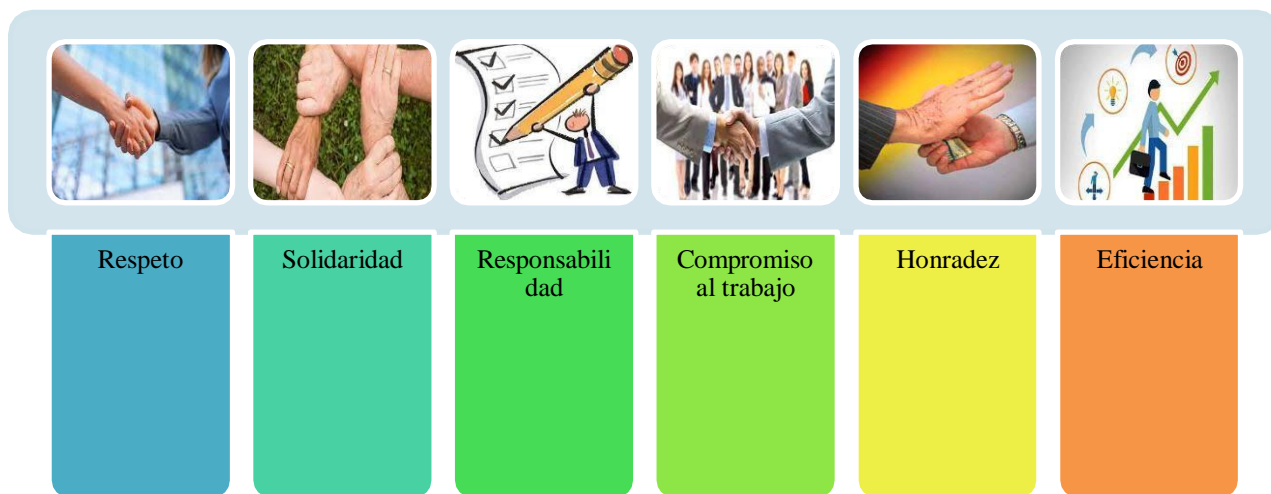 Respeto
Solidaridad
Responsabili
dad
Compromiso
al trabajo
Honradez
Eficiencia